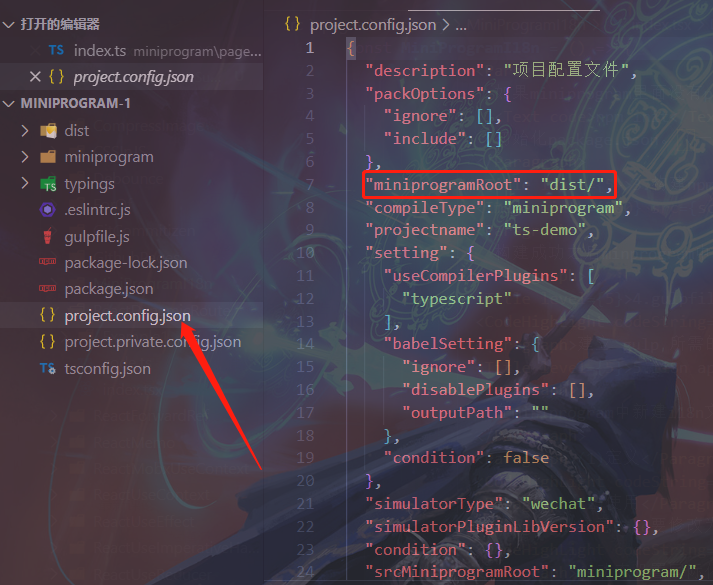 打开的编辑器
TS index.ts miniprogram\page...
{ } project.config.json
MINIPROGRAM-1
dist
miniprogram
typings
.eslintrc.js
gulpfile.js
package-lock.json
package.json
{ } project.config.json
{ } project.private.config.json
TS tsconfig.json
{ } project.config.json > ...
1 {
2 "description": "项目配置文件",
3 "packOptions": {
4 "ignore": [],
5 "include": []
6 },
7 "miniprogramRoot": "dist/",
8 "compileType": "miniprogram",
9 "projectname": "ts-demo",
10 "setting": {
11 "useCompilerPlugins": [
12 "typescript"
13 ],
14 "babelSetting": {
15 "ignore": [],
16 "disablePlugins": [],
17 "outputPath": ""
18 },
19 "condition": false
20 },
21 "simulatorType": "wechat",
22 "simulatorPluginLibVersion": {},
23 "condition": {},
24 "srcMiniprogramRoot": "miniprogram/",